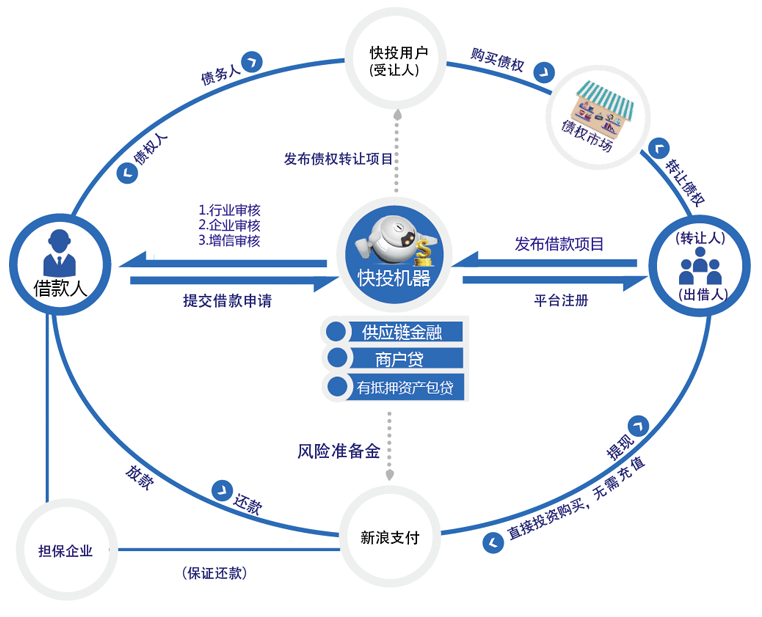 快投用户
(受让人)
购买债权
债务人
债权人
债权市场
转让债权
发布债权转让项目
1.行业审核
2.企业审核
3.增信审核
借款人
提交借款申请
快投机器
发布借款项目
平台注册
(转让人)
(出借人)
供应链金融
商户贷
有抵押资产包贷
风险准备金
放款
还款
提现
直接投资购买，无需充值
新浪支付
担保企业
(保证还款)